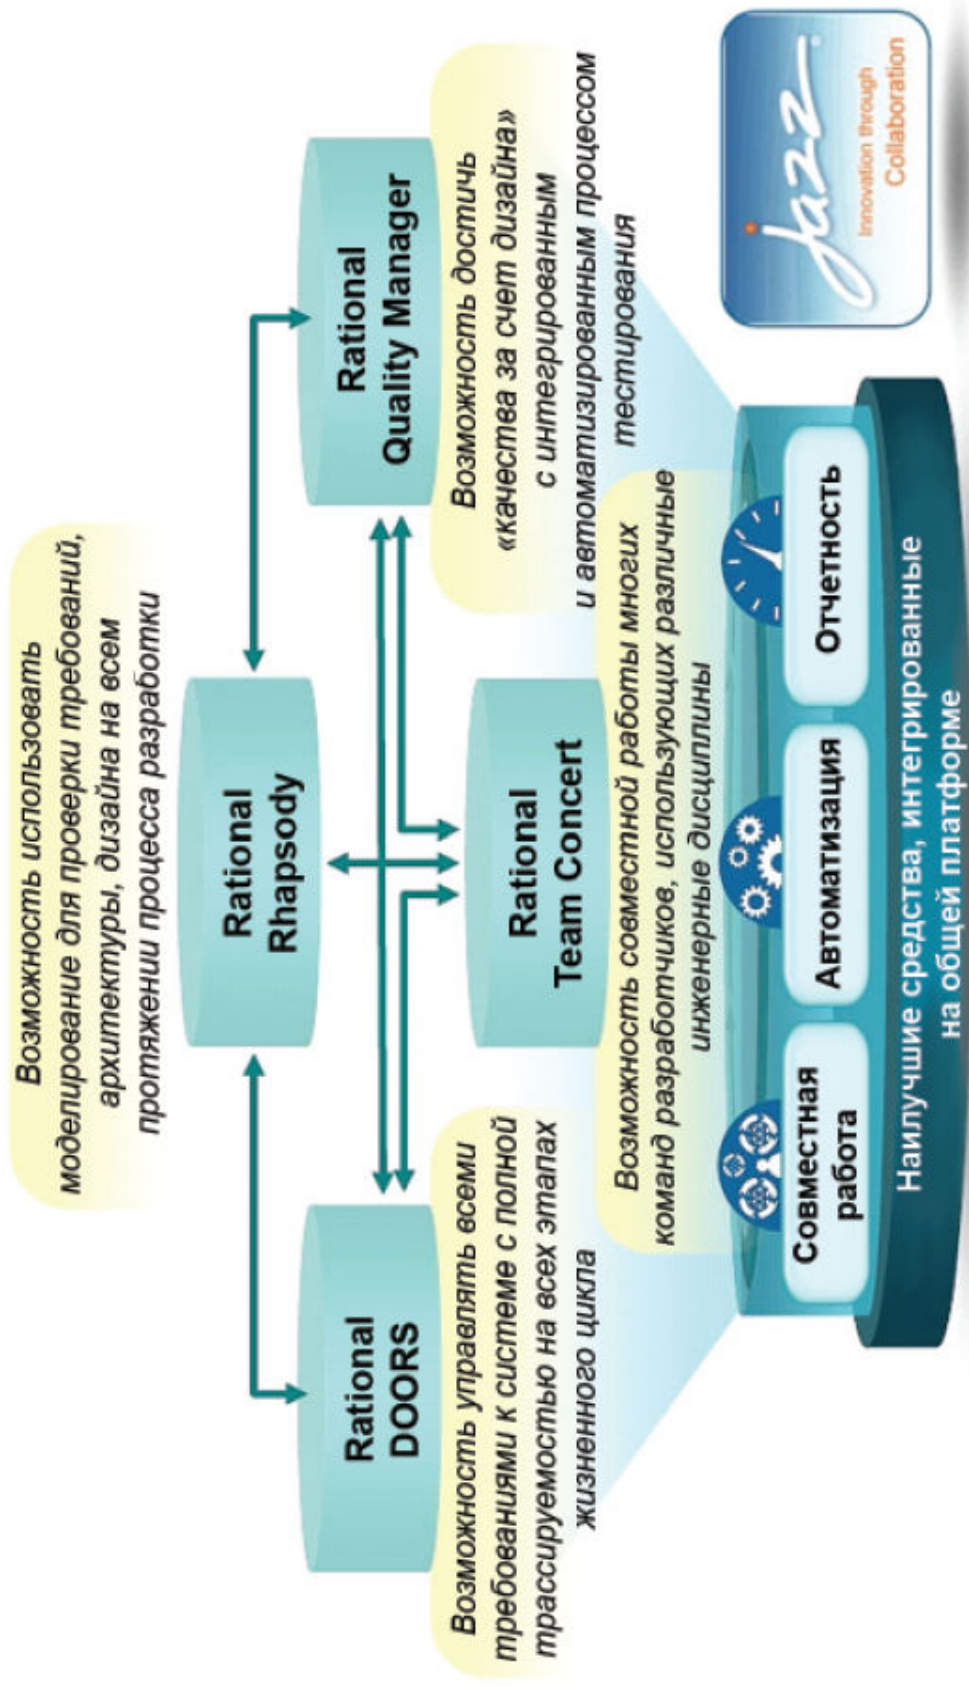 Возможность использовать
моделирование для проверки требований,
архитектуры, дизайна на всем
протяжении процесса разработки
Rational
Rhapsody
Rational
DOORS
Возможность управлять всеми
требованиями к системе с полной
трассируемостью на всех этапах
жизненного цикла
Rational
Quality Manager
Возможность достичь
«качества за счет дизайна»
с интегрированным
и автоматизированным процессом
тестирования
Rational
Team Concert
Возможность совместной работы многих
команд разработчиков, использующих различные
инженерные дисциплины
Совместная
работа
Автоматизация
Отчетность
Наилучшие средства, интегрированные
на общей платформе
jazz
Innovation through
Collaboration